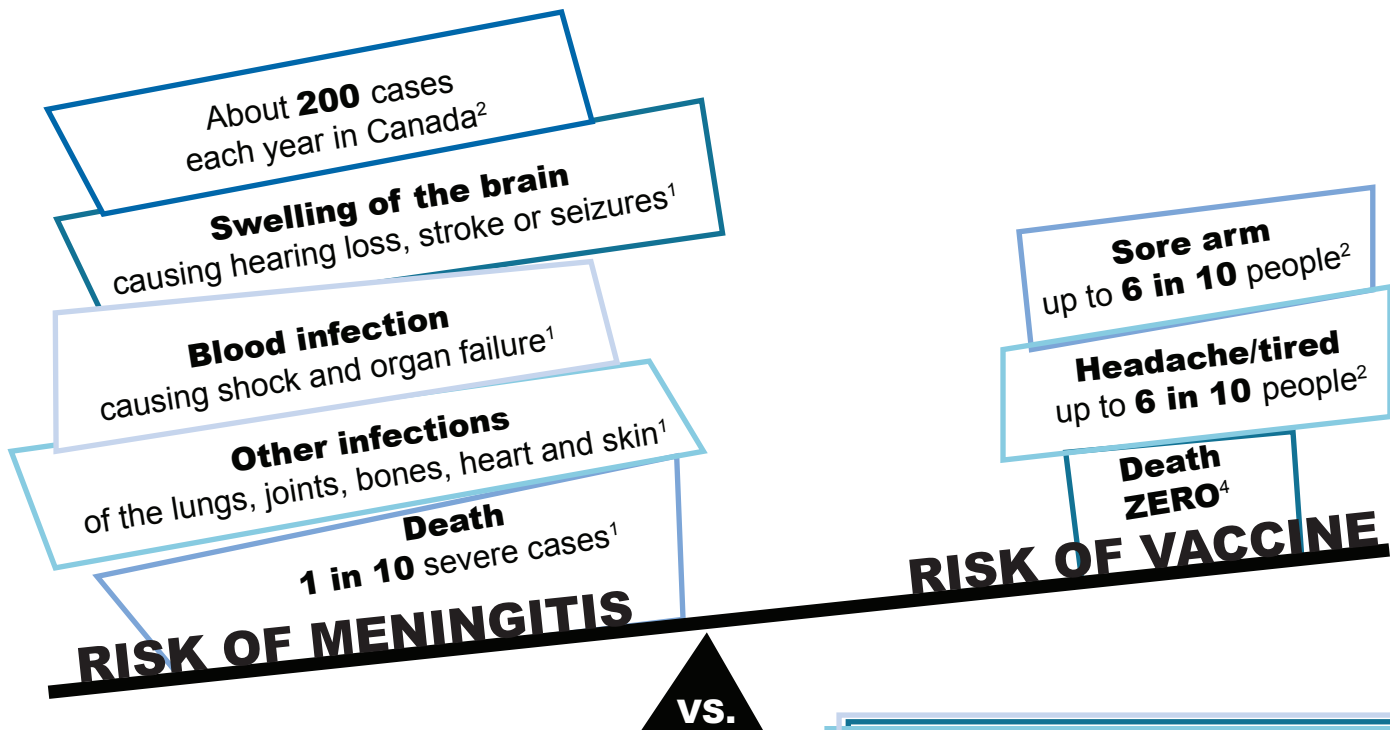 About 200 cases
each year in Canada²
Swelling of the brain
causing hearing loss, stroke or seizures¹
Blood infection
causing shock and organ failure¹
Other infections
of the lungs, joints, bones, heart and skin¹
Death
1 in 10 severe cases¹
RISK OF MENINGITIS
Sore arm
up to 6 in 10 people²
Headache/tired
up to 6 in 10 people²
Death
ZERO⁴
RISK OF VACCINE
VS.